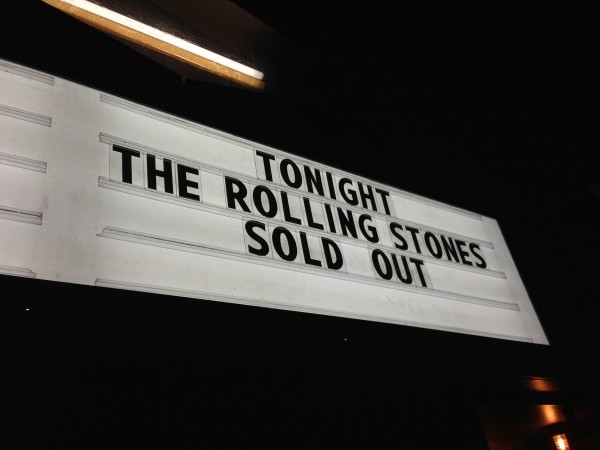 TONIGHT
THE ROLLING STONES
SOLD OUT